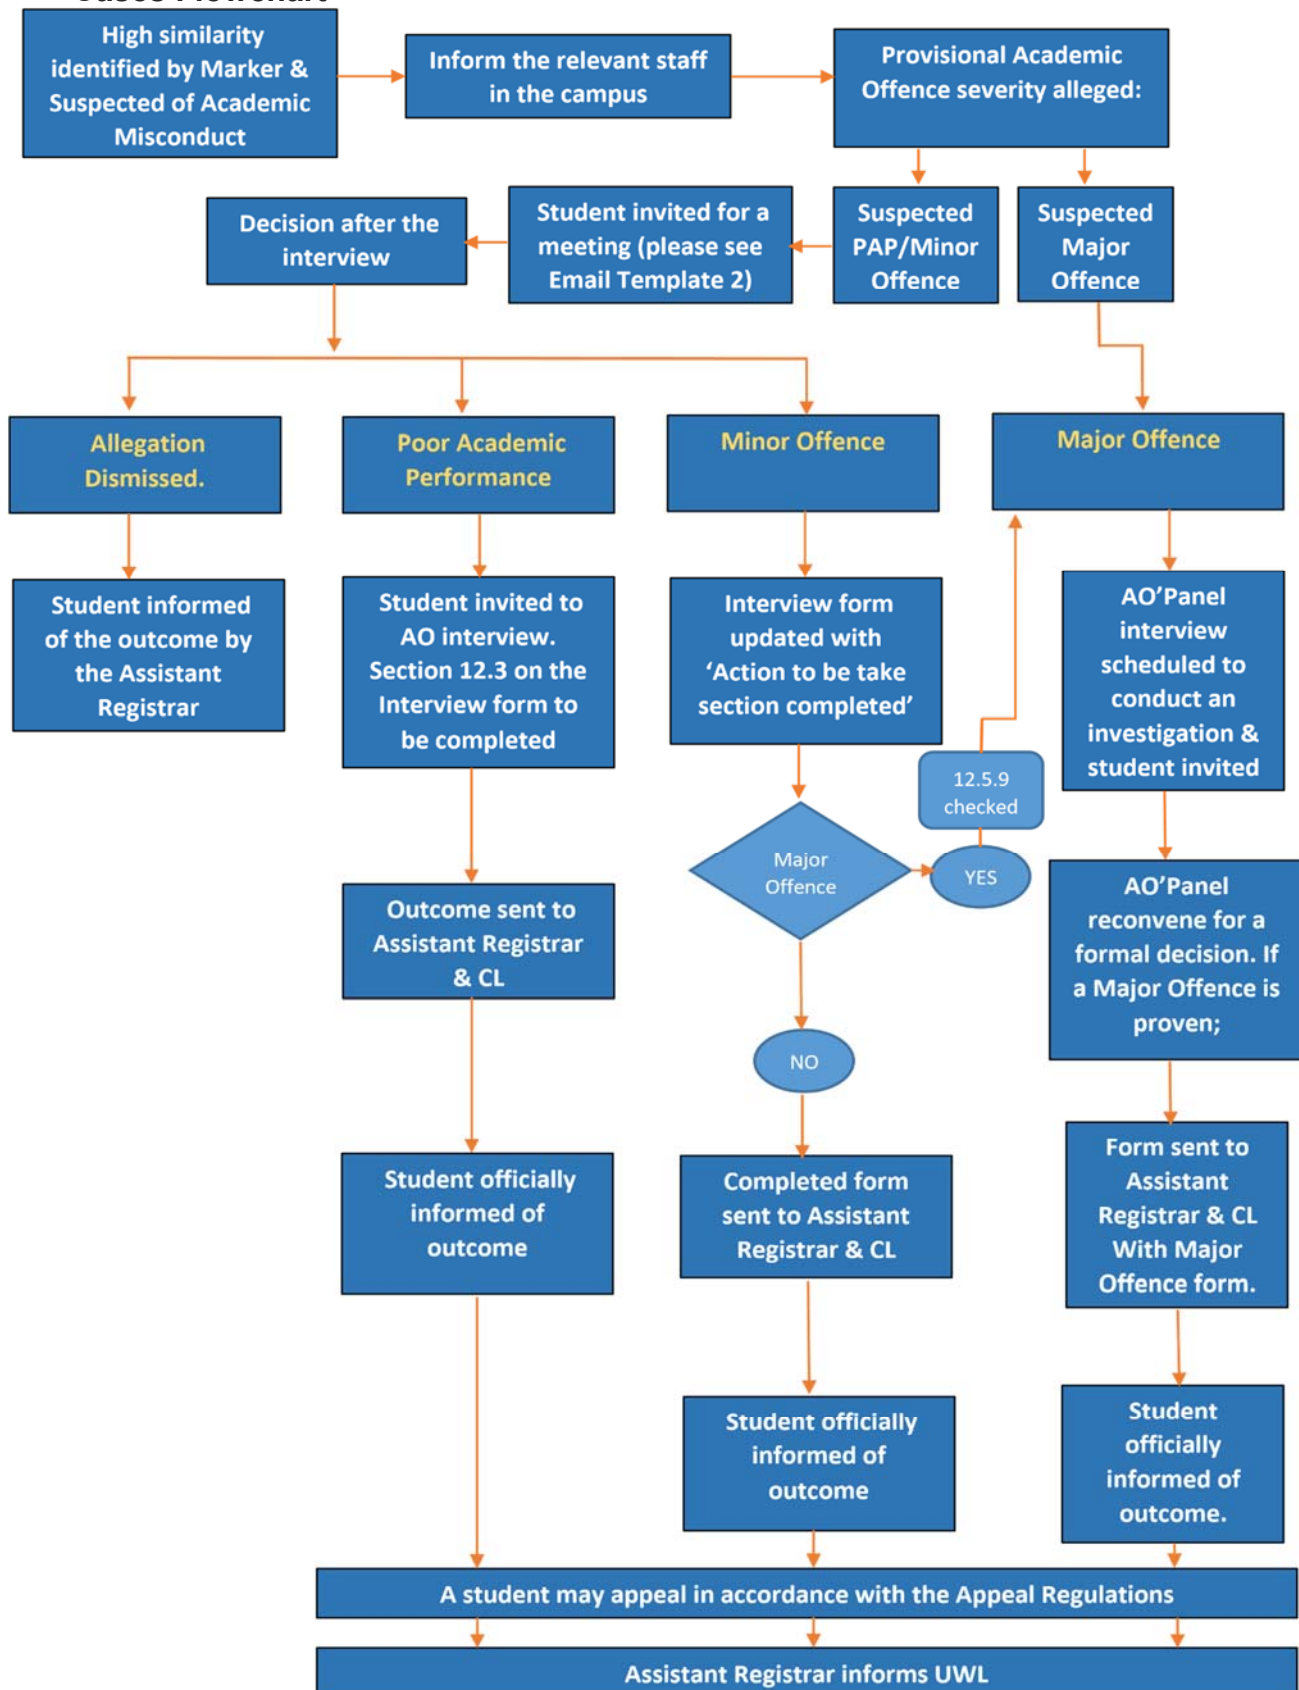 High similarity
identified by Marker &
Suspected of Academic
Misconduct
Inform the relevant staff
in the campus
Provisional Academic
Offence severity alleged:
Decision after the
interview
Student invited for a
meeting (please see
Email Template 2)
Suspected
PAP/Minor
Offence
Suspected
Major
Offence
Allegation
Dismissed.
Poor Academic
Performance
Minor Offence
Major Offence
Student informed
of the outcome by
the Assistant
Registrar
Student invited to
AO interview.
Section 12.3 on the
Interview form to
be completed
Interview form
updated with
‘Action to be take
section completed’
AO’Panel
interview
scheduled to
conduct an
investigation &
student invited
12.5.9
checked
Major
Offence
YES
Outcome sent to
Assistant Registrar
& CL
AO’Panel
reconvene for a
formal decision. If
a Major Offence is
proven;
NO
Student officially
informed of
outcome
Completed form
sent to Assistant
Registrar & CL
Form sent to
Assistant
Registrar & CL
With Major
Offence form.
Student officially
informed of
outcome
Student
officially
informed of
outcome.
A student may appeal in accordance with the Appeal Regulations
Assistant Registrar informs UWL